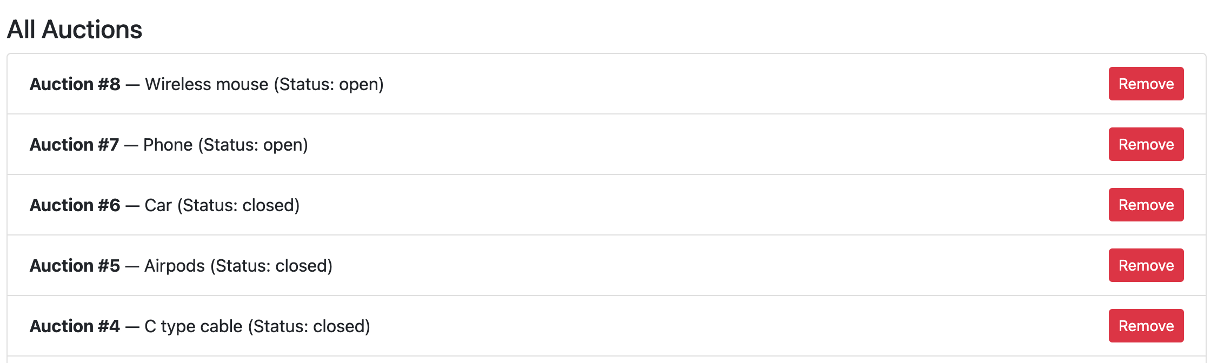 All Auctions
Auction #8 — Wireless mouse (Status: open) Remove
Auction #7 — Phone (Status: open) Remove
Auction #6 — Car (Status: closed) Remove
Auction #5 — Airpods (Status: closed) Remove
Auction #4 — C type cable (Status: closed) Remove